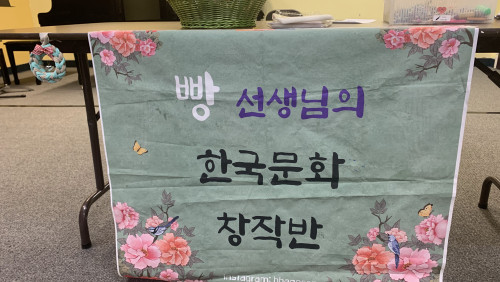 빵 선생님의
한국문화
창작반